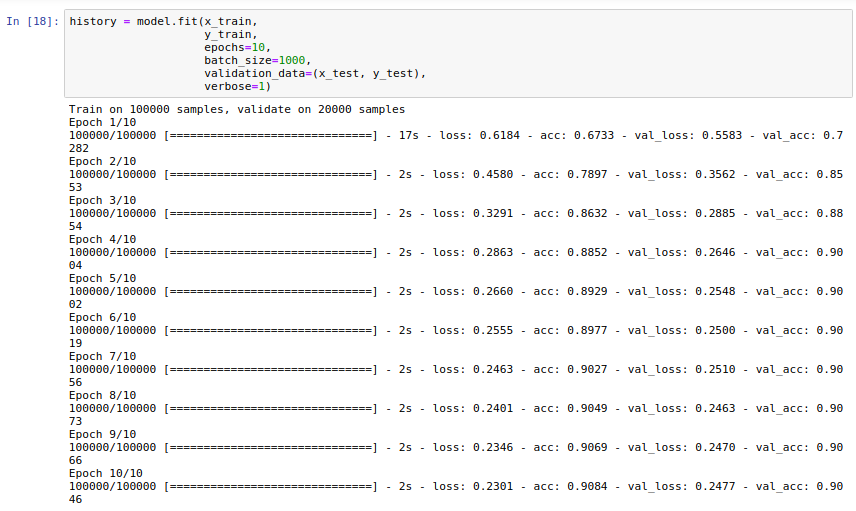 In [18]: history = model.fit(x_train,
y_train,
epochs=10,
batch_size=1000,
validation_data=(x_test, y_test),
verbose=1)
Train on 100000 samples, validate on 20000 samples
Epoch 1/10
100000/100000 [==============================] - 17s - loss: 0.6184 - acc: 0.6733 - val_loss: 0.5583 - val_acc: 0.7
282
Epoch 2/10
100000/100000 [==============================] - 2s - loss: 0.4580 - acc: 0.7897 - val_loss: 0.3562 - val_acc: 0.85
53
Epoch 3/10
100000/100000 [==============================] - 2s - loss: 0.3291 - acc: 0.8632 - val_loss: 0.2885 - val_acc: 0.88
54
Epoch 4/10
100000/100000 [==============================] - 2s - loss: 0.2863 - acc: 0.8852 - val_loss: 0.2646 - val_acc: 0.90
04
Epoch 5/10
100000/100000 [==============================] - 2s - loss: 0.2660 - acc: 0.8929 - val_loss: 0.2548 - val_acc: 0.90
02
Epoch 6/10
100000/100000 [==============================] - 2s - loss: 0.2555 - acc: 0.8977 - val_loss: 0.2500 - val_acc: 0.90
19
Epoch 7/10
100000/100000 [==============================] - 2s - loss: 0.2463 - acc: 0.9027 - val_loss: 0.2510 - val_acc: 0.90
56
Epoch 8/10
100000/100000 [==============================] - 2s - loss: 0.2401 - acc: 0.9049 - val_loss: 0.2463 - val_acc: 0.90
73
Epoch 9/10
100000/100000 [==============================] - 2s - loss: 0.2346 - acc: 0.9069 - val_loss: 0.2470 - val_acc: 0.90
66
Epoch 10/10
100000/100000 [==============================] - 2s - loss: 0.2301 - acc: 0.9084 - val_loss: 0.2477 - val_acc: 0.90
46